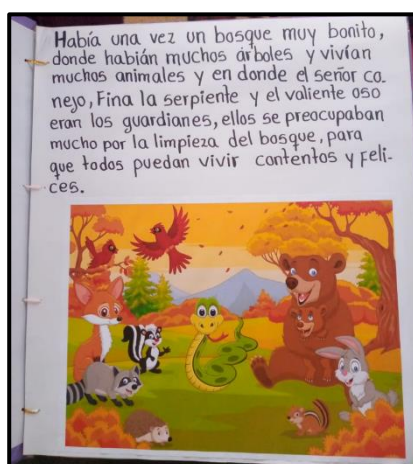 Había una vez un bosque muy bonito,
donde habián muchos árboles y vivían
muchos animales y en donde el señor co
nejo, Fina la serpiente y el valiente oso
eran los guardianes, ellos se preocupaban
mucho por la limpieza del bosque, para
que todos puedan vivir contentos y Feli-
ces.